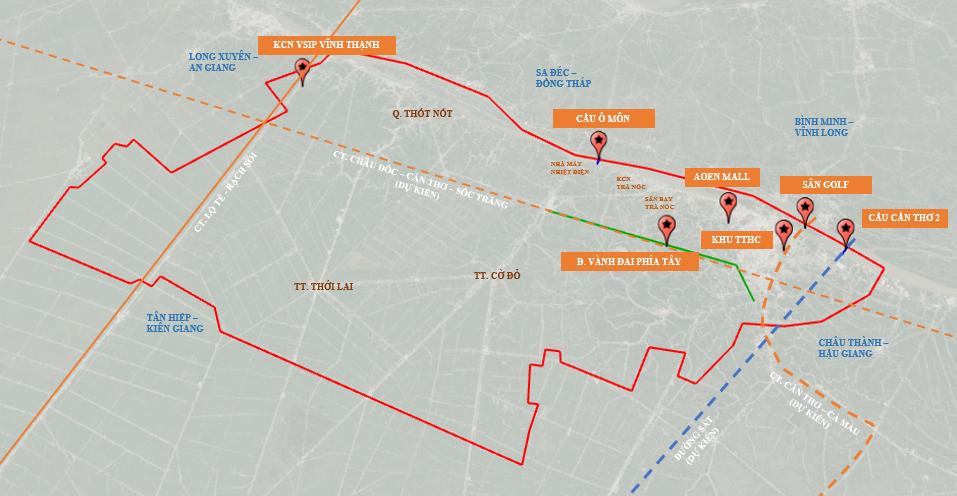 KCN VSIP VĨNH THẠNH
LONG XUYÊN –
AN GIANG
SA ĐÉC –
ĐỒNG THÁP
Q. THỐT NỐT
CẦU Ô MÔN
BÌNH MINH –
VĨNH LONG
NHÀ MÁY
NHIỆT ĐIỆN
KCN
TRÀ NÓC
AOEN MALL
SÂN GOLF
CT. LỘ TẺ - RẠCH SỎI
CT. CHÂU ĐỐC – CẦN THƠ – SÓC TRĂNG
(DỰ KIẾN)
SÂN BAY
TRÀ NÓC
CẦU CẦN THƠ 2
KHU TTHC
Đ. VÀNH ĐAI PHÍA TÂY
TT. CỜ ĐỎ
TT. THỚI LAI
TÂN HIỆP –
KIÊN GIANG
CHÂU THÀNH –
HẬU GIANG
CT. CẦN THƠ – CÀ MAU
(DỰ KIẾN)
ĐƯỜNG SẮT
(DỰ KIẾN)